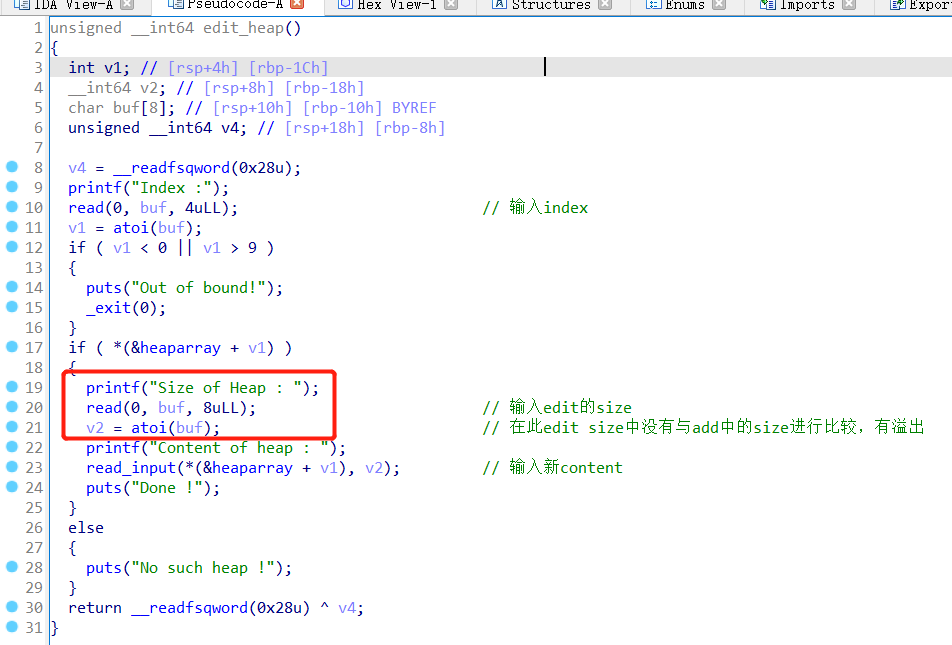 IDA View-A Pseudocode-A Hex View-1 Structures Enums Imports Expor
1 unsigned __int64 edit_heap()
2 {
3 int v1; // [rsp+4h] [rbp-1Ch]
4 __int64 v2; // [rsp+8h] [rbp-18h]
5 char buf[8]; // [rsp+10h] [rbp-10h] BYREF
6 unsigned __int64 v4; // [rsp+18h] [rbp-8h]
7
8 v4 = __readfsqword(0x28u);
9 printf("Index :");
10 read(0, buf, 4uLL); // 输入index
11 v1 = atoi(buf);
12 if ( v1 < 0 || v1 > 9 )
13 {
14 puts("Out of bound!");
15 _exit(0);
16 }
17 if ( *(&heaparray + v1) )
18 {
19 printf("Size of Heap : ");
20 read(0, buf, 8uLL); // 输入edit的size
21 v2 = atoi(buf); // 在此edit size中没有与add中的size进行比较，有溢出
22 printf("Content of heap : ");
23 read_input(*(&heaparray + v1), v2); // 输入新content
24 puts("Done !");
25 }
26 else
27 {
28 puts("No such heap !");
29 }
30 return __readfsqword(0x28u) ^ v4;
31 }